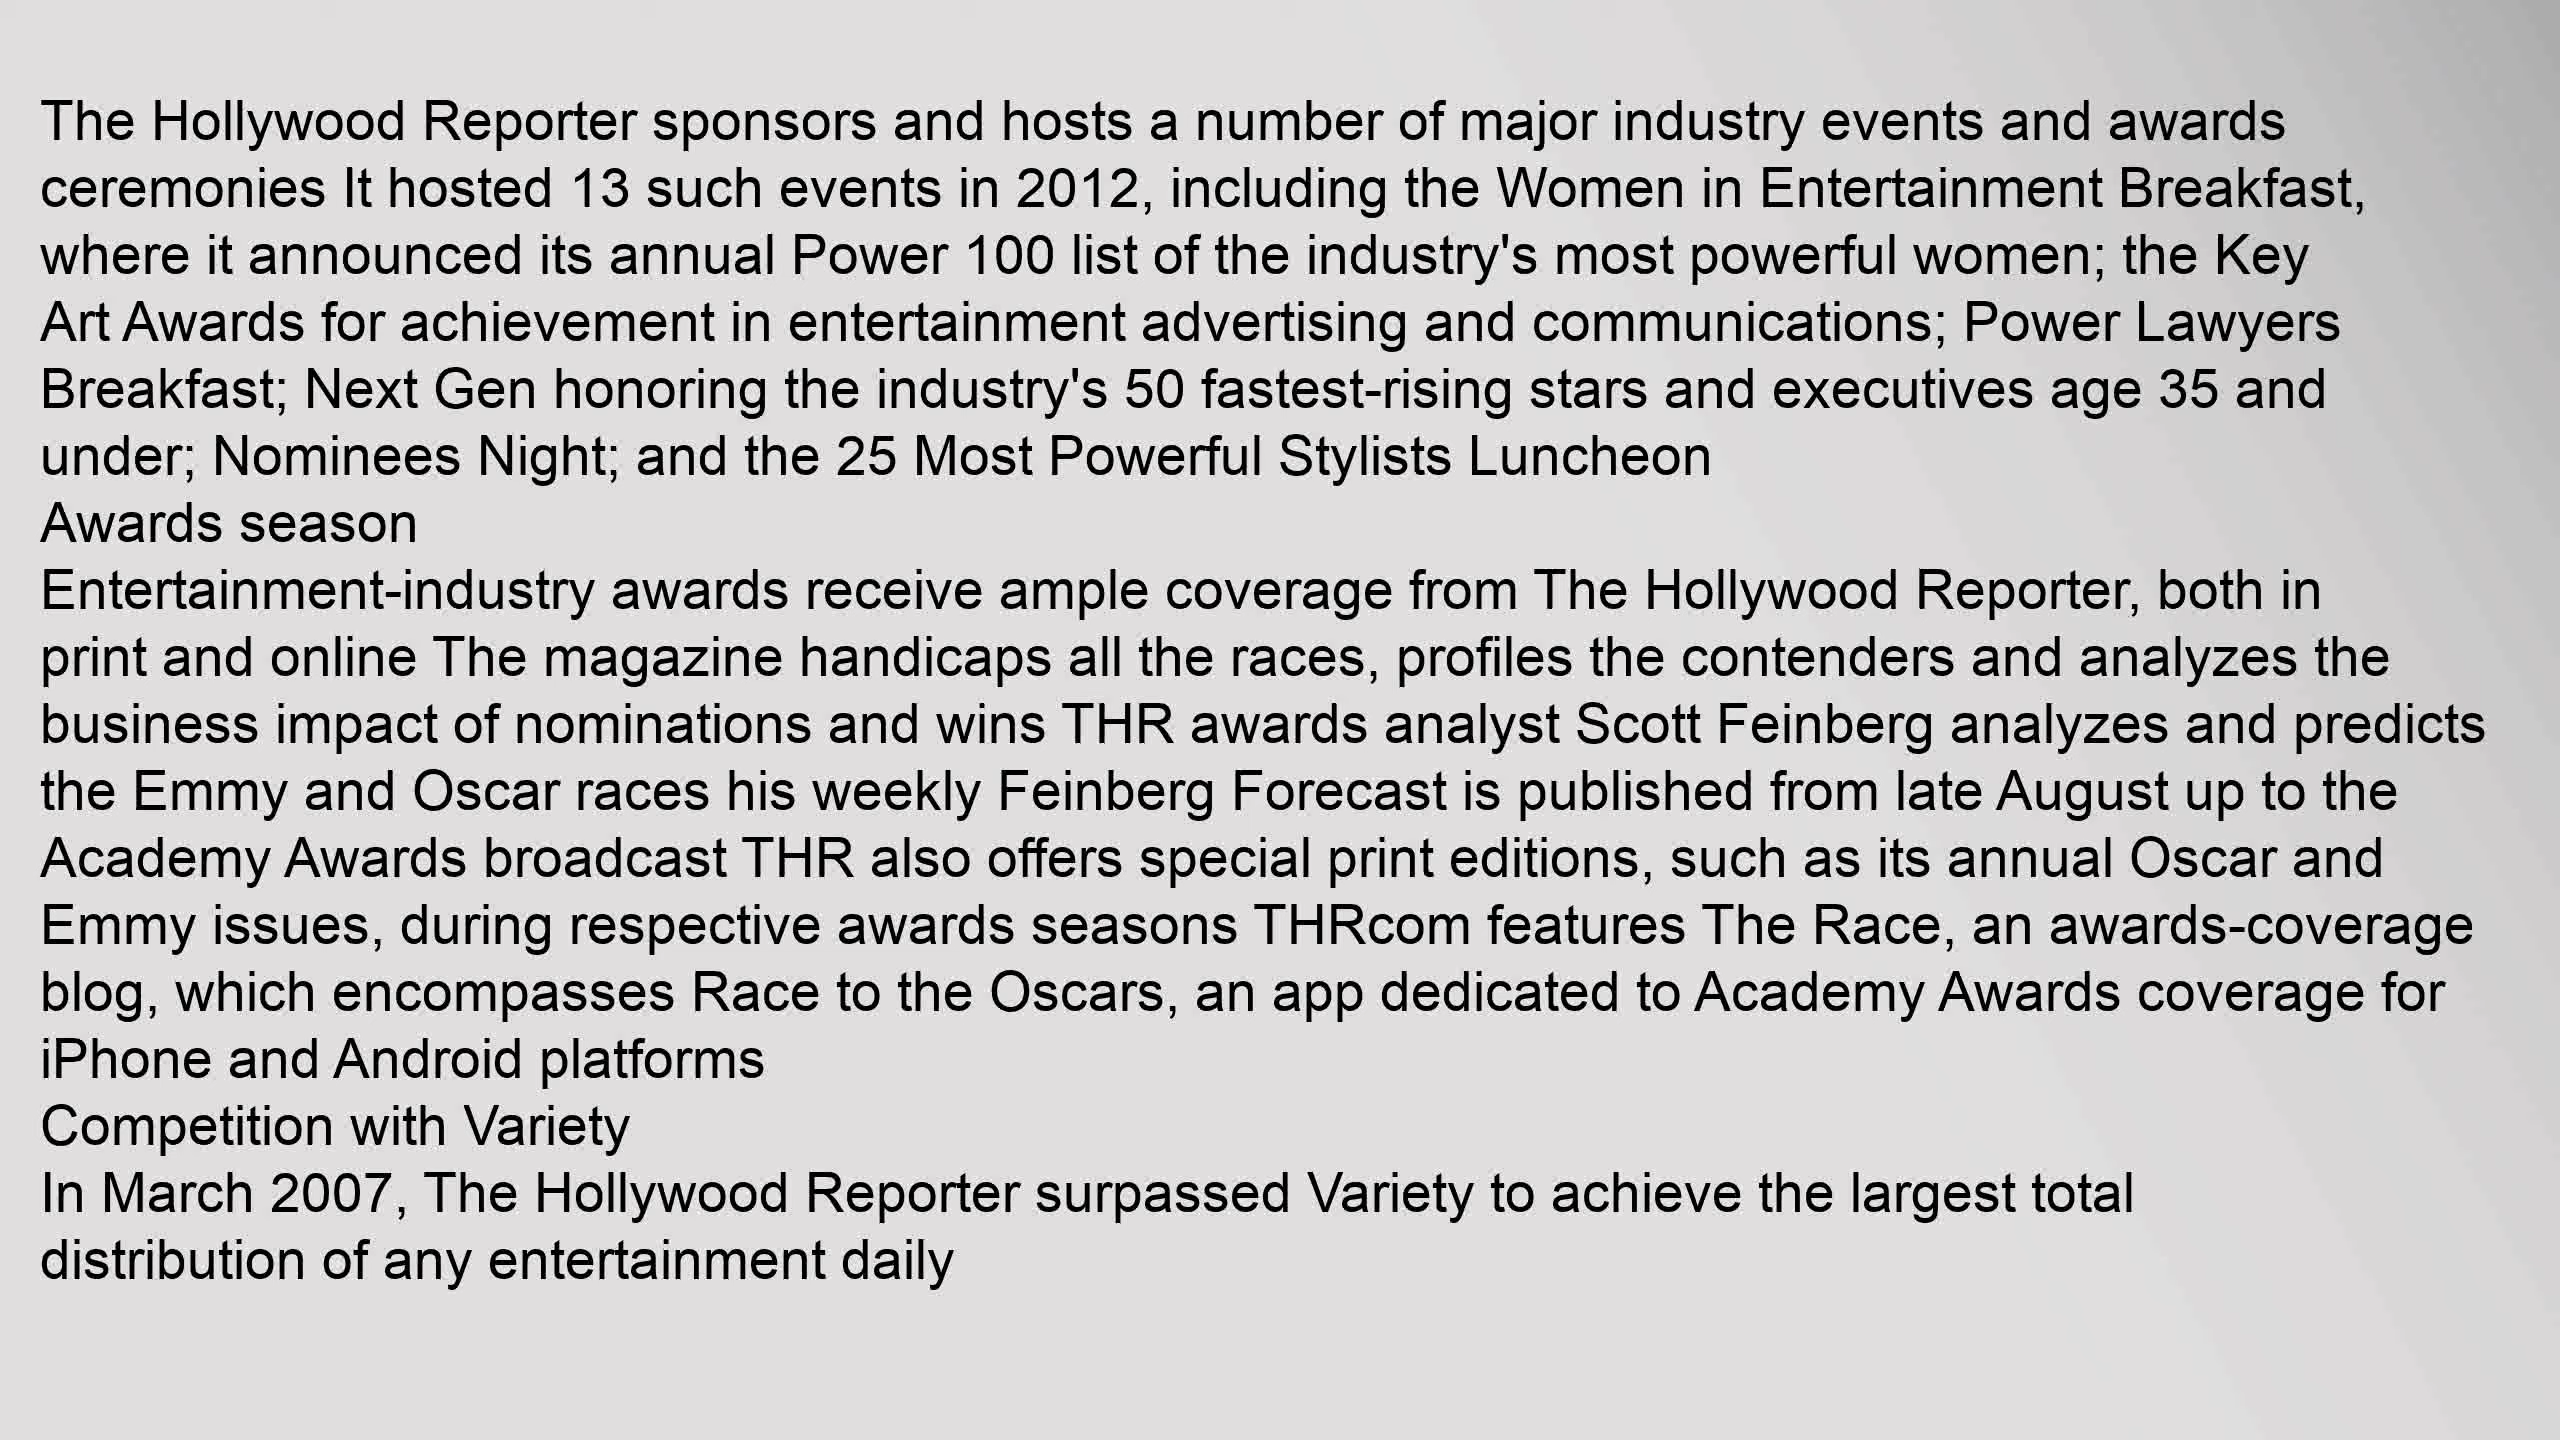 The Hollywood Reporter sponsors and hosts a number of major industry events and awards
ceremonies It hosted 13 such events in 2012, including the Women in Entertainment Breakfast,
where it announced its annual Power 100 list of the industry's most powerful women; the Key
Art Awards for achievement in entertainment advertising and communications; Power Lawyers
Breakfast; Next Gen honoring the industry's 50 fastest-rising stars and executives age 35 and
under; Nominees Night; and the 25 Most Powerful Stylists Luncheon
Awards season
Entertainment-industry awards receive ample coverage from The Hollywood Reporter, both in
print and online The magazine handicaps all the races, profiles the contenders and analyzes the
business impact of nominations and wins THR awards analyst Scott Feinberg analyzes and predicts
the Emmy and Oscar races his weekly Feinberg Forecast is published from late August up to the
Academy Awards broadcast THR also offers special print editions, such as its annual Oscar and
Emmy issues, during respective awards seasons THRcom features The Race, an awards-coverage
blog, which encompasses Race to the Oscars, an app dedicated to Academy Awards coverage for
iPhone and Android platforms
Competition with Variety
In March 2007, The Hollywood Reporter surpassed Variety to achieve the largest total
distribution of any entertainment daily